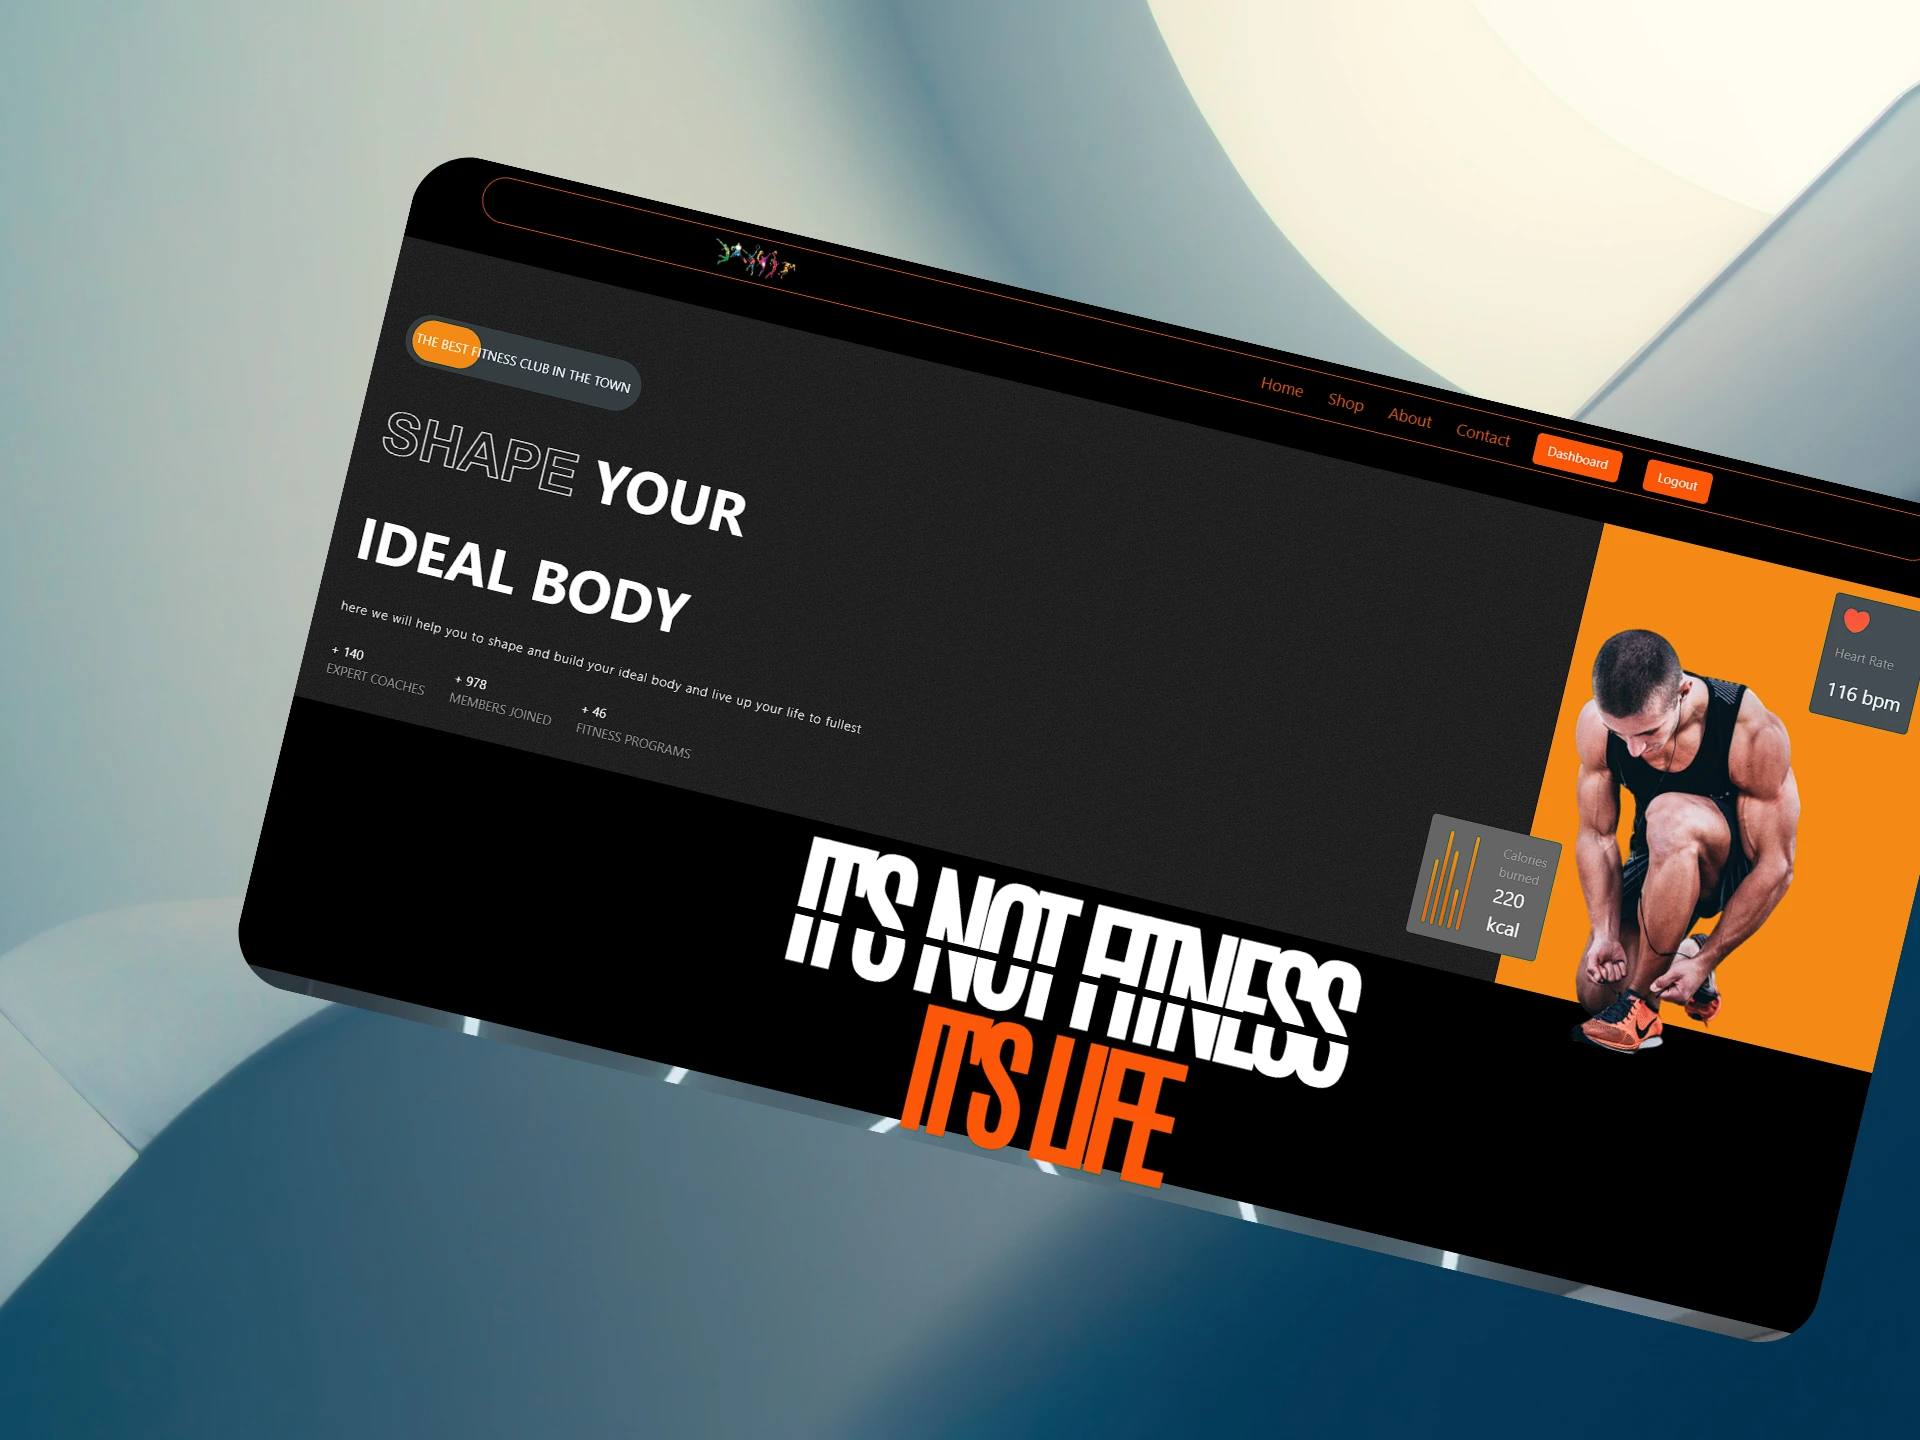 Home
Shop
About
Contact
Dashboard
Logout
THE BEST FITNESS CLUB IN THE TOWN
SHAPE YOUR
IDEAL BODY
here we will help you to shape and build your ideal body and live up your life to fullest
+ 140
EXPERT COACHES
+ 978
MEMBERS JOINED
+ 46
FITNESS PROGRAMS
Heart Rate
116 bpm
Calories
burned
220
kcal
IT'S NOT FITNESS
IT'S LIFE